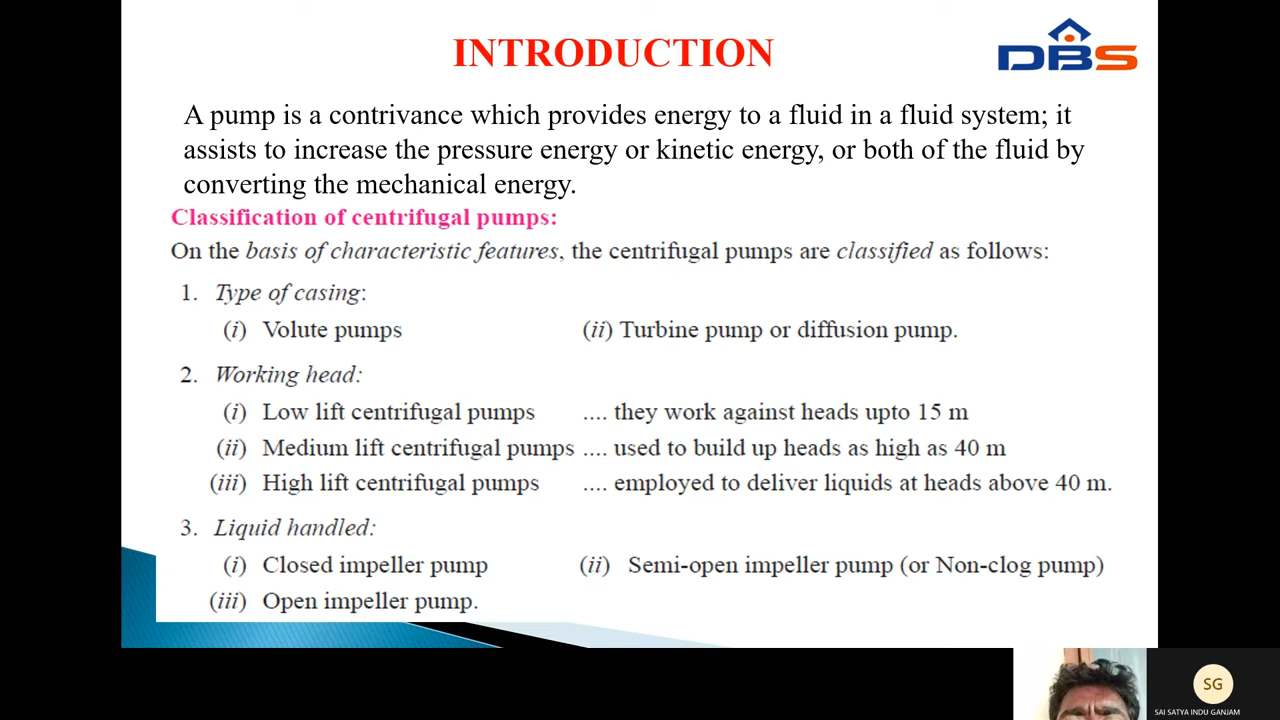 INTRODUCTION
DBS
A pump is a contrivance which provides energy to a fluid in a fluid system; it
assists to increase the pressure energy or kinetic energy, or both of the fluid by
converting the mechanical energy.
Classification of centrifugal pumps:
On the basis of characteristic features, the centrifugal pumps are classified as follows:
1. Type of casing:
(i) Volute pumps (ii) Turbine pump or diffusion pump.
2. Working head:
(i) Low lift centrifugal pumps .... they work against heads upto 15 m
(ii) Medium lift centrifugal pumps .... used to build up heads as high as 40 m
(iii) High lift centrifugal pumps .... employed to deliver liquids at heads above 40 m.
3. Liquid handled:
(i) Closed impeller pump (ii) Semi-open impeller pump (or Non-clog pump)
(iii) Open impeller pump.
SG
SAI SATYA INDU GANJAM